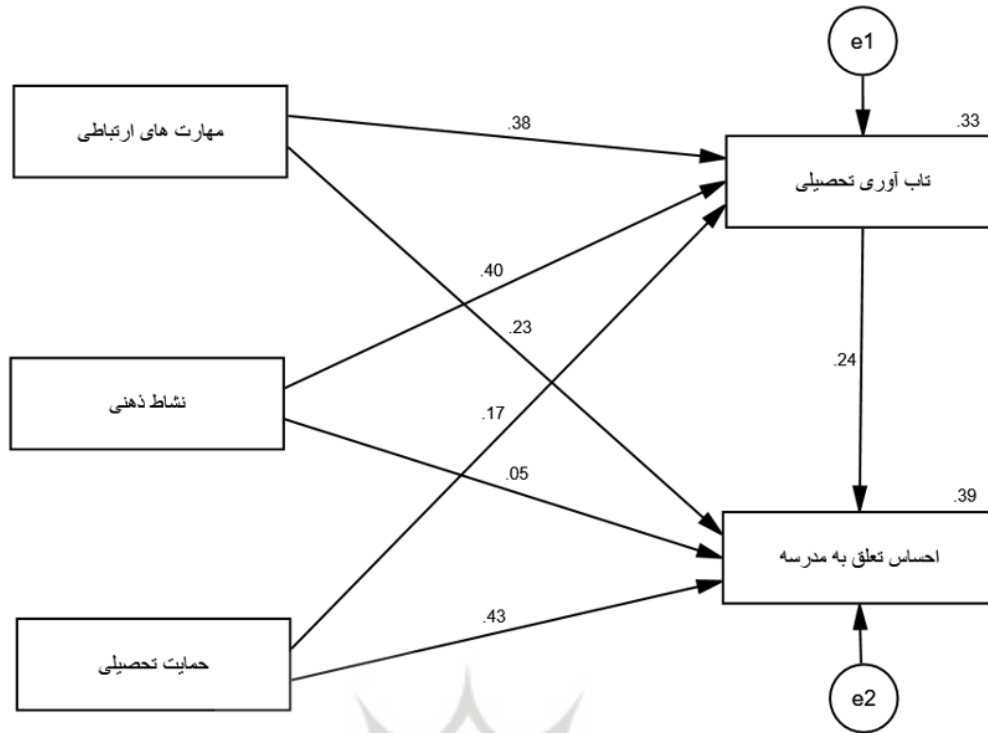 e1
مهارت های ارتباطی
.38
.33
تاب آوری تحصیلی
.40
.23
.24
نشاط ذهنی
.17
.05
.39
احساس تعلق به مدرسه
.43
حمایت تحصیلی
e2